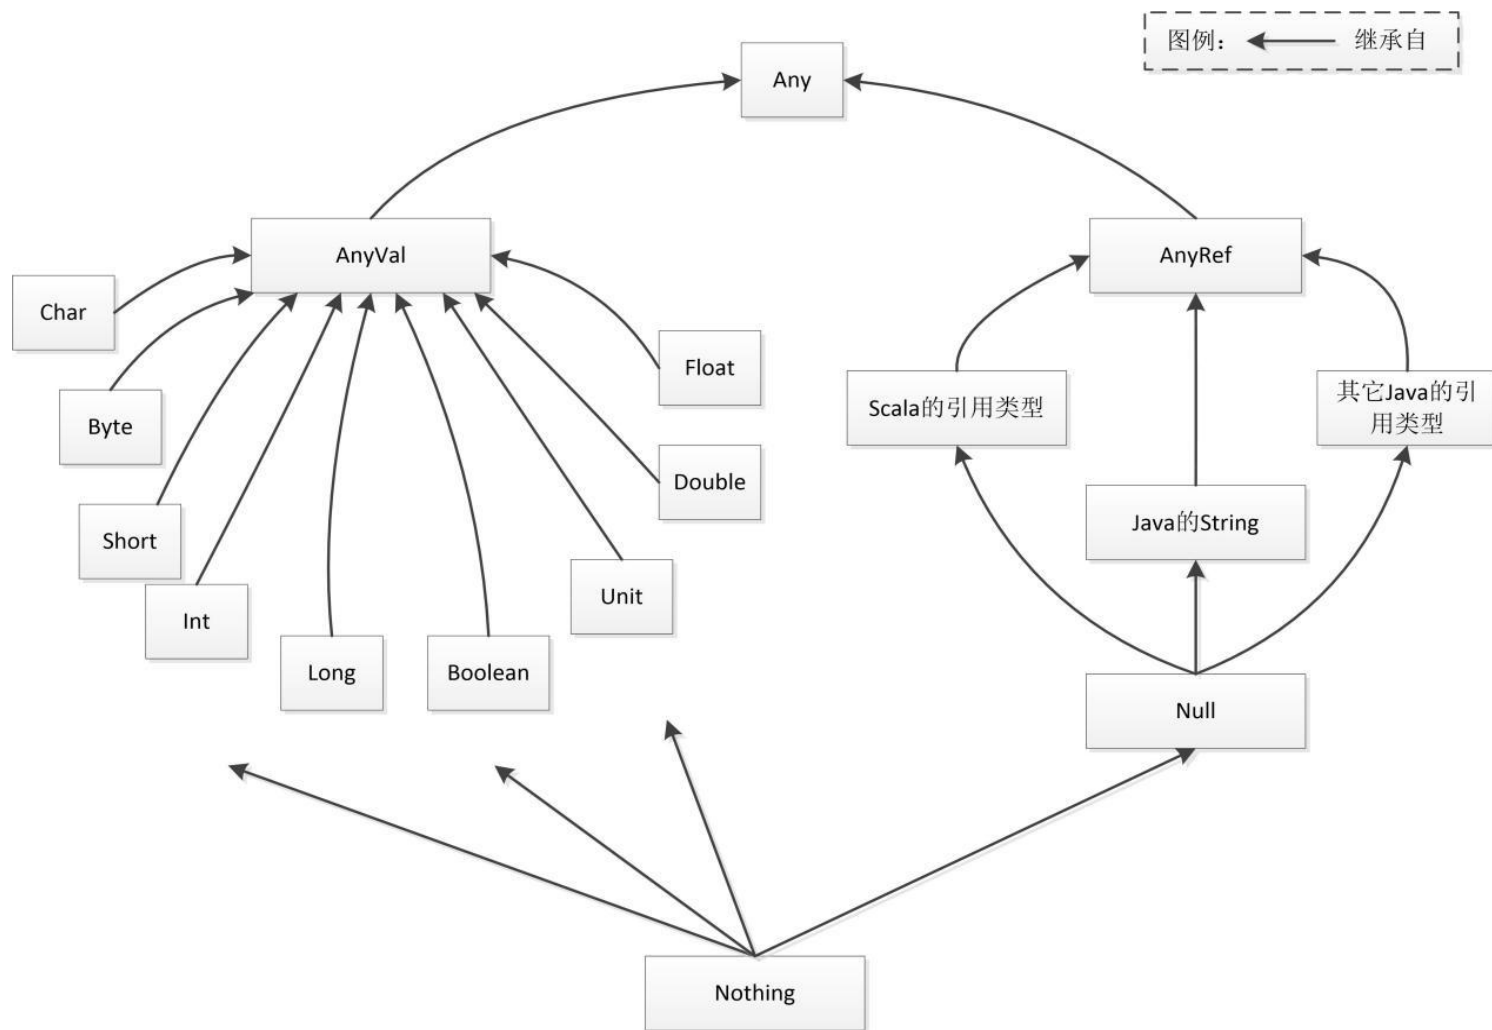 图例： 继承自
Any
AnyVal
AnyRef
Char
Float
Byte
Scala的引用类型
其它Java的引
用类型
Double
Short
Java的String
Int
Unit
Long
Boolean
Null
Nothing